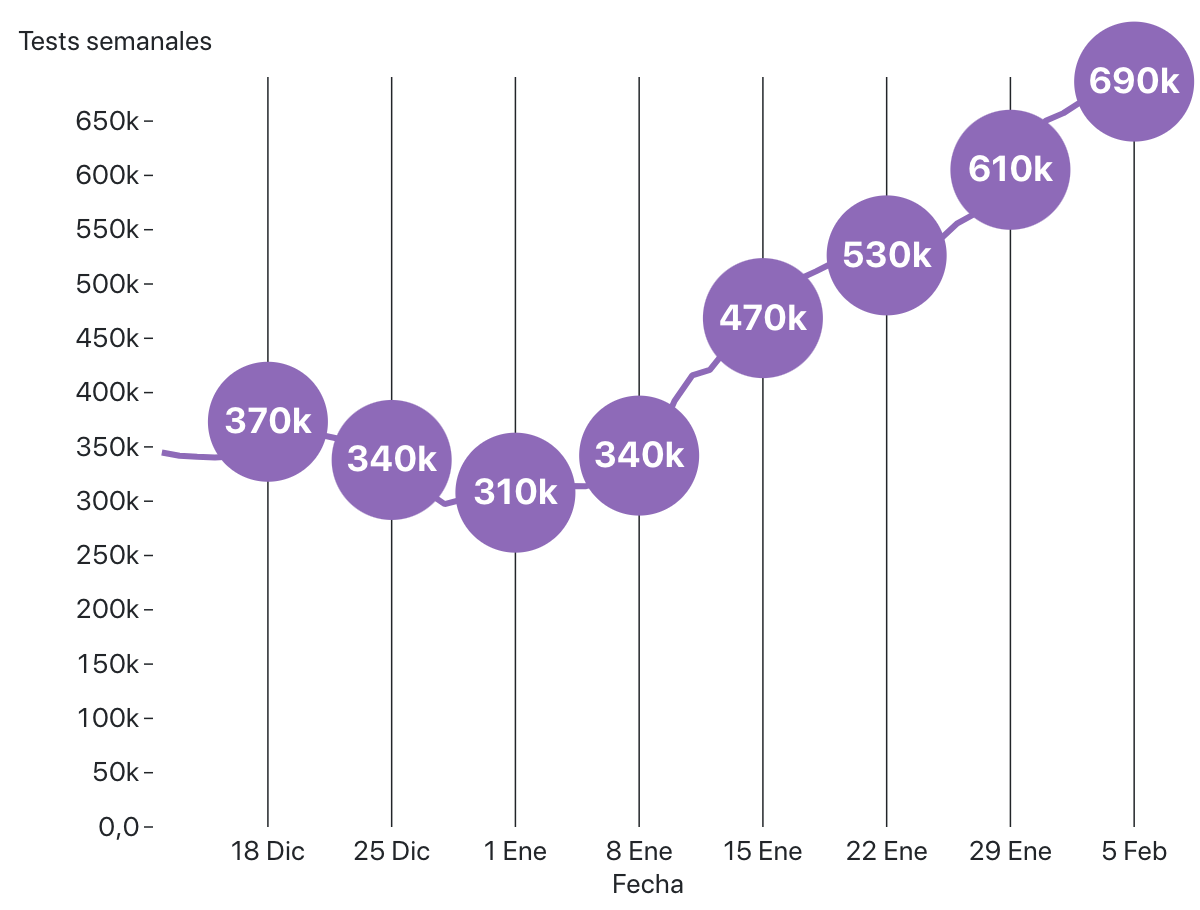 Tests semanales
690k
650k
610k
600k
550k
530k
500k
470k
450k
400k
370k
350k
340k
340k
310k
300k
250k
200k
150k
100k
50k
0,0
18 Dic 25 Dic 1 Ene 8 Ene 15 Ene 22 Ene 29 Ene 5 Feb
Fecha